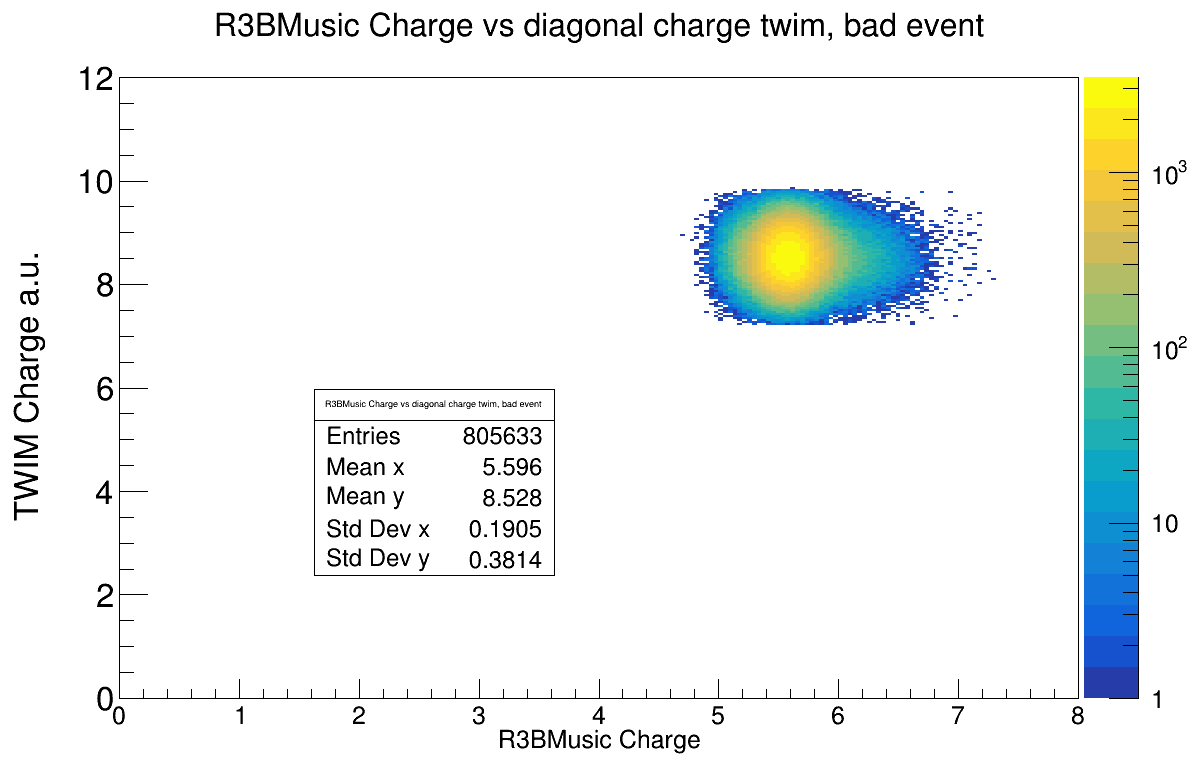 R3BMusic Charge vs diagonal charge twim, bad event
TWIM Charge a.u.
12
10
8
6
4
2
0
R3BMusic Charge vs diagonal charge twim, bad event
Entries 805633
Mean x 5.596
Mean y 8.528
Std Dev x 0.1905
Std Dev y 0.3814
0 1 2 3 4 5 6 7 8
R3BMusic Charge
10³
10²
10
1